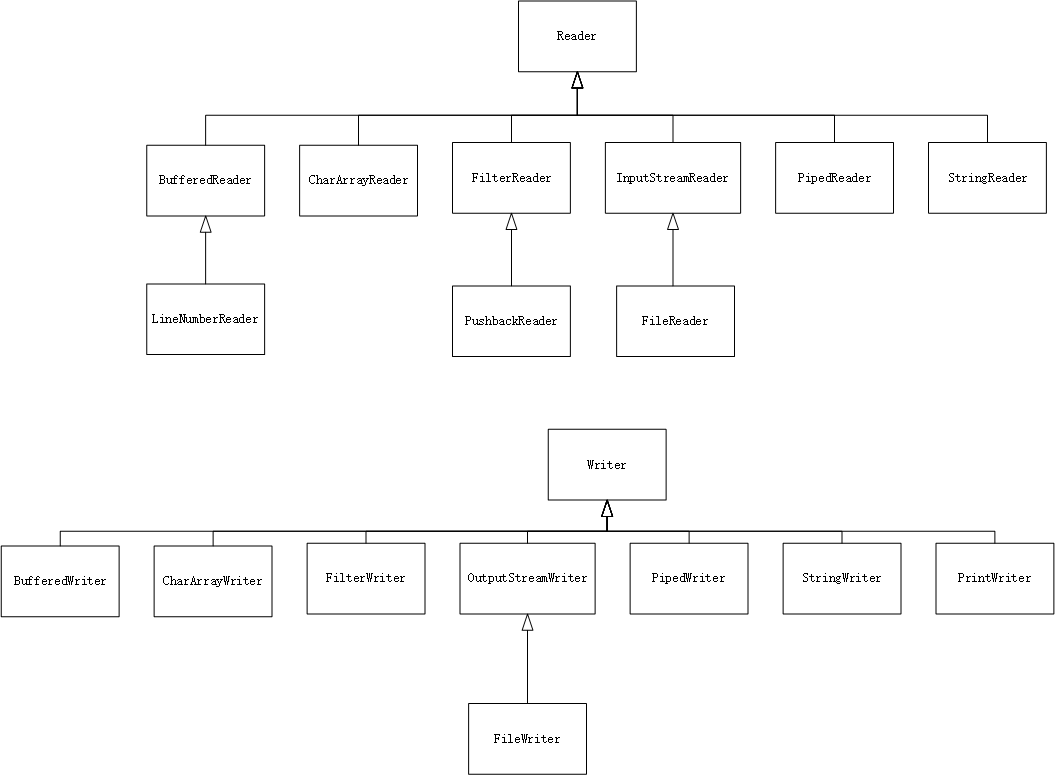 Reader
BufferedReader
CharArrayReader
FilterReader
InputStreamReader
PipedReader
StringReader
LineNumberReader
PushbackReader
FileReader
Writer
BufferedWriter
CharArrayWriter
FilterWriter
OutputStreamWriter
PipedWriter
StringWriter
PrintWriter
FileWriter